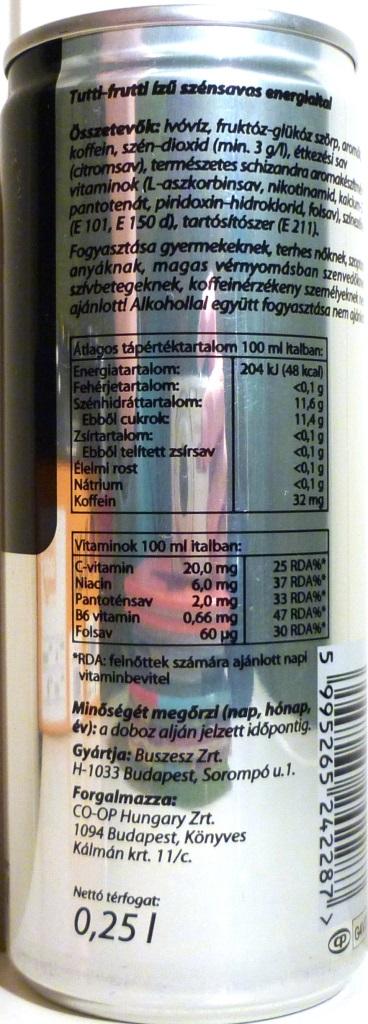 Tutti-frutti ízű szénsavas energiaital
Összetevők: ivóvíz, fruktóz-glükóz szörp,
koffein, szén-dioxid (min. 3 g/l), étkezési sav
(citromsav), természetes schizandra
vitaminok (L-aszkorbinsav, nikotinamid,
pantotenát, piridoxin-hidroklorid, folsav),
(E 101, E 150 d), tartósítószer (E 211).
Fogyasztása gyermekeknek, terhes nőknek,
anyáknak, magas vérnyomásban
szívbetegeknek, koffeinérzékeny személyeknek
ajánlott! Alkohollal együtt fogyasztása nem
Átlagos tápértéktartalom 100 ml italban:
Energiatartalom: 204 kJ (48 kcal)
Fehérjetartalom: <0,1 g
Szénhidráttartalom: 11,6 g
Ebből cukrok: 11,4 g
Zsírtartalom: <0,1 g
Ebből telített zsírsav <0,1 g
Élelmi rost <0,1 g
Nátrium <0,1 g
Koffein 32 mg
Vitaminok 100 ml italban:
C-vitamin 20,0 mg 25 RDA%*
Niacin 6,0 mg 37 RDA%*
Pantoténsav 2,0 mg 33 RDA%*
B6 vitamin 0,66 mg 47 RDA%*
Folsav 60 µg 30 RDA%*
*RDA: felnőttek számára ajánlott napi
vitaminbevitel
Minőségét megőrzi (nap, hónap,
év): a doboz alján jelzett időpontig.
Gyártja: Buszesz Zrt.
H-1033 Budapest, Sorompó u.1.
Forgalmazza:
CO-OP Hungary Zrt.
1094 Budapest, Könyves
Kálmán krt. 11/c.
Nettó térfogat:
0,25 l
5 995265 242287 >